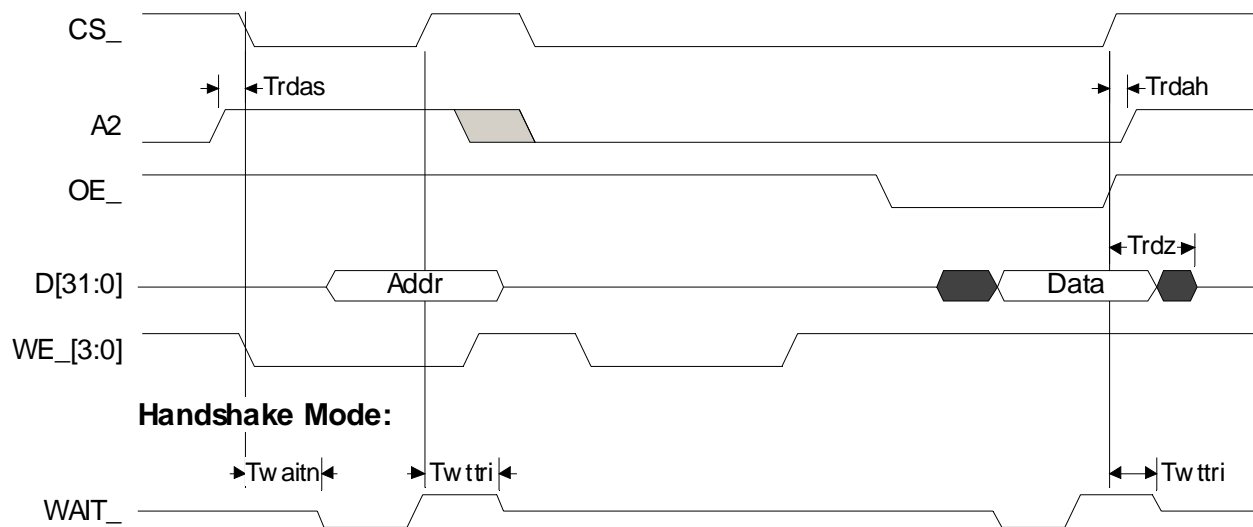 CS_
Trdas
Trdah
A2
OE_
Trdz
D[31:0]
Addr
Data
WE_[3:0]
Handshake Mode:
Twaitn
Twttri
Twttri
WAIT_